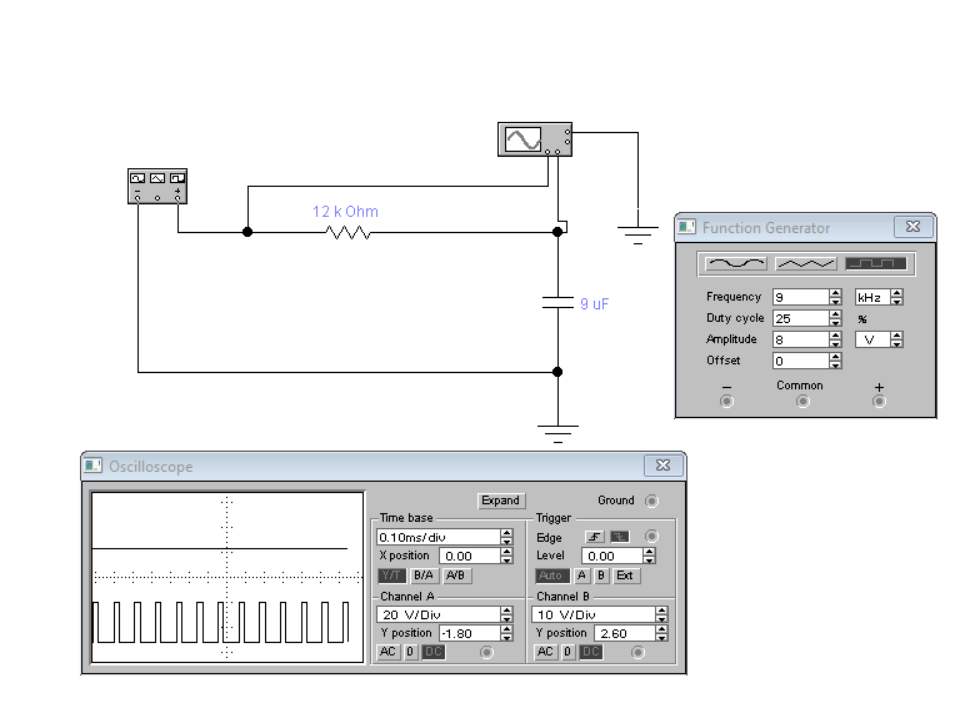 12 k Ohm
9 uF
Function Generator
Frequency 9 kHz
Duty cycle 25 %
Amplitude 8 V
Offset 0
− Common +
Oscilloscope
Expand Ground
Time base Trigger
0.10ms/div Edge
X position 0.00 Level 0.00
Y/T B/A A/B Auto A B Ext
Channel A Channel B
20 V/Div 10 V/Div
Y position -1.80 Y position 2.60
AC 0 DC AC 0 DC